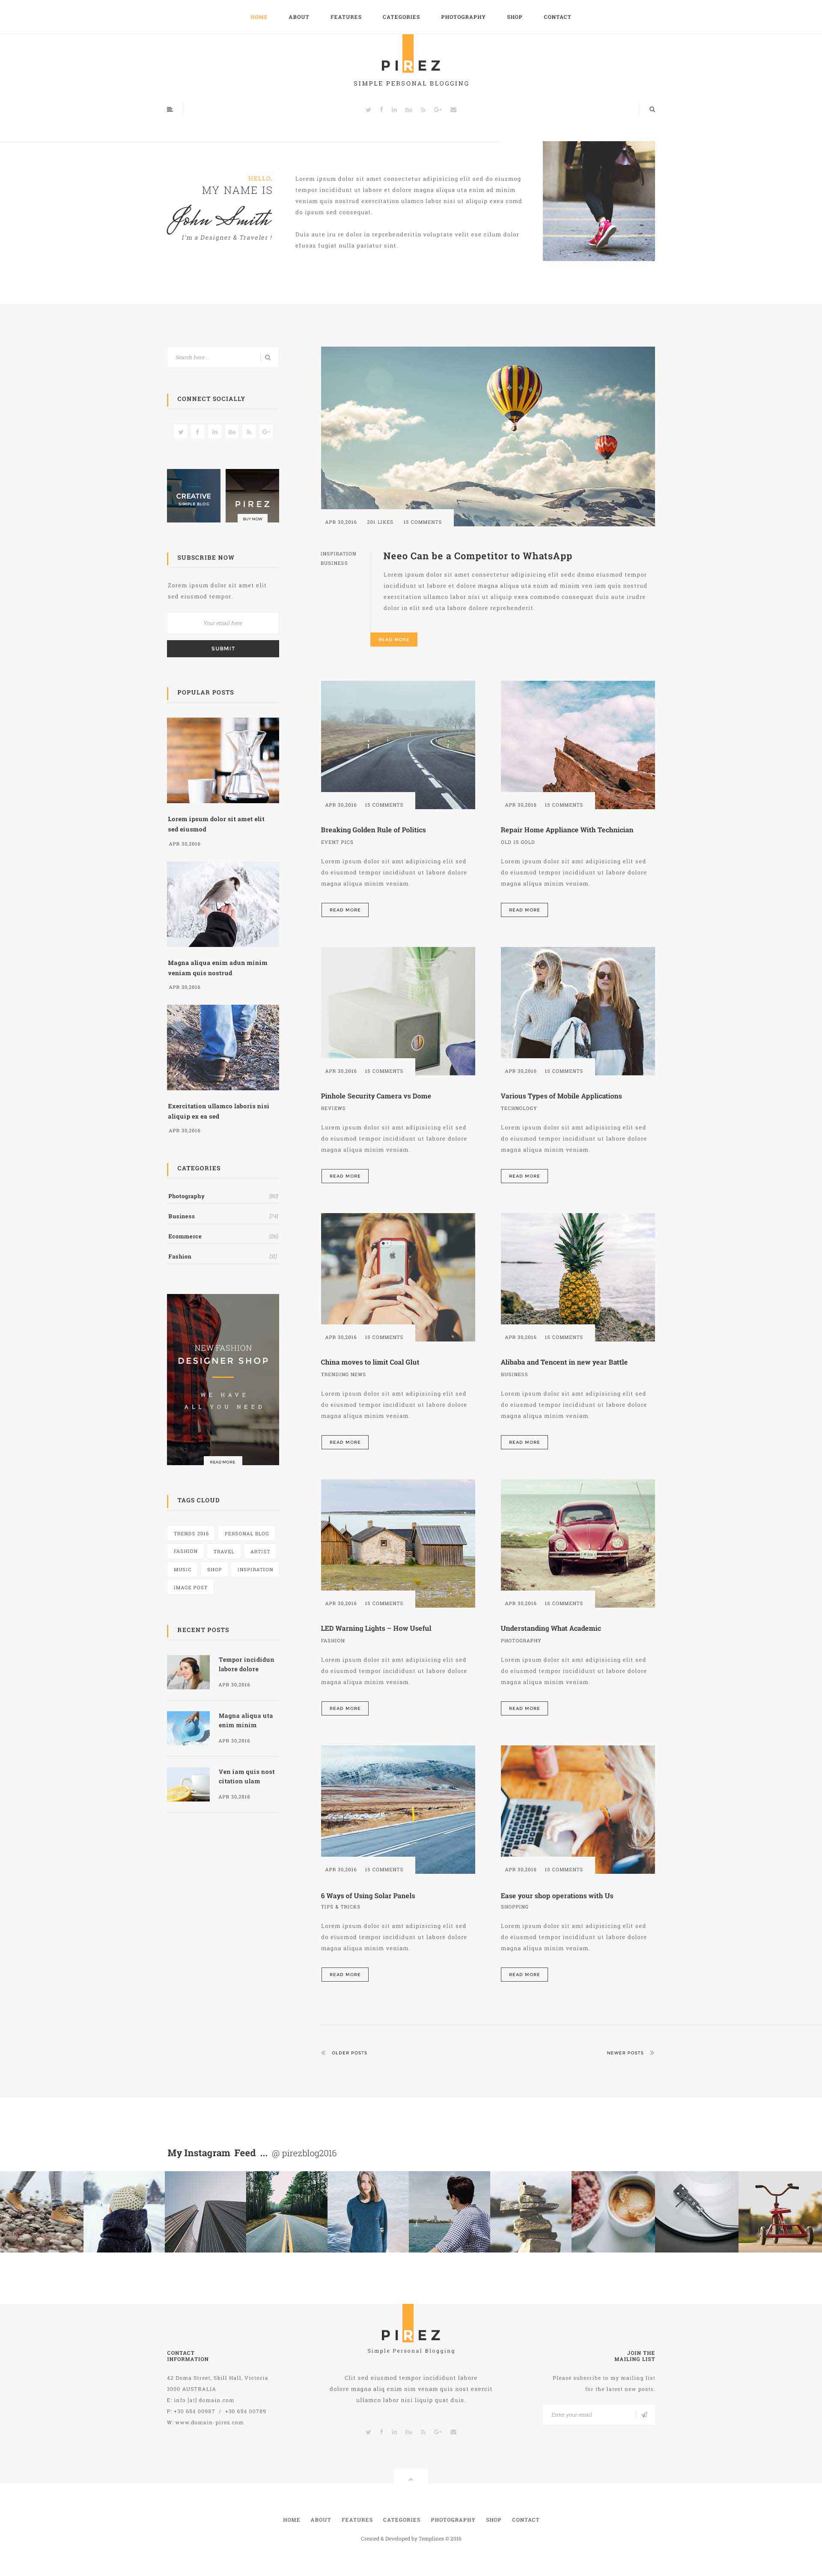 HOME ABOUT FEATURES CATEGORIES PHOTOGRAPHY SHOP CONTACT
PIREZ
SIMPLE PERSONAL BLOGGING
HELLO,
MY NAME IS
John Smith
I'm a Designer & Traveler !
Lorem ipsum dolor sit amet consectetur adipisicing elit sed do eiusmog
tempor incididunt ut labore et dolore magna aliqua uta enim ad minim
veniam quis nostrud exercitation ulamco labor nisi ut aliquip exea comd
do ipsum sed consequat.
Duis aute iru re dolor in reprehenderitin voluptate velit ese cilum dolor
efusas fugiat nulla pariatur sint.
Search here...
CONNECT SOCIALLY
CREATIVE
SIMPLE BLOG
PIREZ
BUY NOW
SUBSCRIBE NOW
Zorem ipsum dolor sit amet elit
sed eiusmod tempor.
Your email here
SUBMIT
POPULAR POSTS
Lorem ipsum dolor sit amet elit
sed eiusmod
APR 30,2016
Magna aliqua enim adun minim
veniam quis nostrud
APR 30,2016
Exercitation ullamco laboris nisi
aliquip ex ea sed
APR 30,2016
CATEGORIES
Photography
Business
Ecommerce
Fashion
NEW FASHION
DESIGNER SHOP
WE HAVE
ALL YOU NEED
READ MORE
TAGS CLOUD
TRENDS 2016 PERSONAL BLOG
FASHION TRAVEL ARTIST
MUSIC SHOP INSPIRATION
IMAGE POST
RECENT POSTS
Tempor incididun
labore dolore
APR 30,2016
Magna aliqua uta
enim minim
APR 30,2016
Ven iam quis nost
citation ulam
APR 30,2016
APR 30,2016 201 LIKES 15 COMMENTS
INSPIRATION
BUSINESS
Neeo Can be a Competitor to WhatsApp
Lorem ipsum dolor sit amet consectetur adipisicing elit sedc domo eiusmod tempor
incididunt ut labore et dolore magna aliqua uta enim ad minim ven iam quis nostrud
exercitation ullamco labor nisi ut aliquip exea commodo consequat duis aute irudre
dolor in elit sed uta labore dolore reprehenderit.
READ MORE
APR 30,2016 15 COMMENTS
Breaking Golden Rule of Politics
EVENT PICS
Lorem ipsum dolor sit amt adipisicing elit sed
do eiusmod tempor incididunt ut labore dolore
magna aliqua minim veniam.
READ MORE
APR 30,2016 15 COMMENTS
Repair Home Appliance With Technician
OLD IS GOLD
Lorem ipsum dolor sit amt adipisicing elit sed
do eiusmod tempor incididunt ut labore dolore
magna aliqua minim veniam.
READ MORE
APR 30,2016 15 COMMENTS
Pinhole Security Camera vs Dome
REVIEWS
Lorem ipsum dolor sit amt adipisicing elit sed
do eiusmod tempor incididunt ut labore dolore
magna aliqua minim veniam.
READ MORE
APR 30,2016 15 COMMENTS
Various Types of Mobile Applications
TECHNOLOGY
Lorem ipsum dolor sit amt adipisicing elit sed
do eiusmod tempor incididunt ut labore dolore
magna aliqua minim veniam.
READ MORE
APR 30,2016 15 COMMENTS
China moves to limit Coal Glut
TRENDING NEWS
Lorem ipsum dolor sit amt adipisicing elit sed
do eiusmod tempor incididunt ut labore dolore
magna aliqua minim veniam.
READ MORE
APR 30,2016 15 COMMENTS
Alibaba and Tencent in new year Battle
BUSINESS
Lorem ipsum dolor sit amt adipisicing elit sed
do eiusmod tempor incididunt ut labore dolore
magna aliqua minim veniam.
READ MORE
APR 30,2016 15 COMMENTS
LED Warning Lights – How Useful
FASHION
Lorem ipsum dolor sit amt adipisicing elit sed
do eiusmod tempor incididunt ut labore dolore
magna aliqua minim veniam.
READ MORE
APR 30,2016 15 COMMENTS
Understanding What Academic
PHOTOGRAPHY
Lorem ipsum dolor sit amt adipisicing elit sed
do eiusmod tempor incididunt ut labore dolore
magna aliqua minim veniam.
READ MORE
APR 30,2016 15 COMMENTS
6 Ways of Using Solar Panels
TIPS & TRICKS
Lorem ipsum dolor sit amt adipisicing elit sed
do eiusmod tempor incididunt ut labore dolore
magna aliqua minim veniam.
READ MORE
APR 30,2016 15 COMMENTS
Ease your shop operations with Us
SHOPPING
Lorem ipsum dolor sit amt adipisicing elit sed
do eiusmod tempor incididunt ut labore dolore
magna aliqua minim veniam.
READ MORE
OLDER POSTS
NEWER POSTS
My Instagram Feed ... @ pirezblog2016
CONTACT
INFORMATION
42 Doma Street, Skill Hall, Victoria
3000 AUSTRALIA
E: info [at] domain.com
P: +30 654 00987 / +30 654 00789
W: www.domain-pirez.com
PIREZ
Simple Personal Blogging
Clit sed eiusmod tempor incididunt labore
dolore magna aliq enim nim venam quis nost exercit
ullamco labor nisi liquip quat duis.
JOIN THE
MAILING LIST
Please subscribe to my mailing list
for the latest new posts.
Enter your email
HOME ABOUT FEATURES CATEGORIES PHOTOGRAPHY SHOP CONTACT
Created & Developed by Templines © 2016